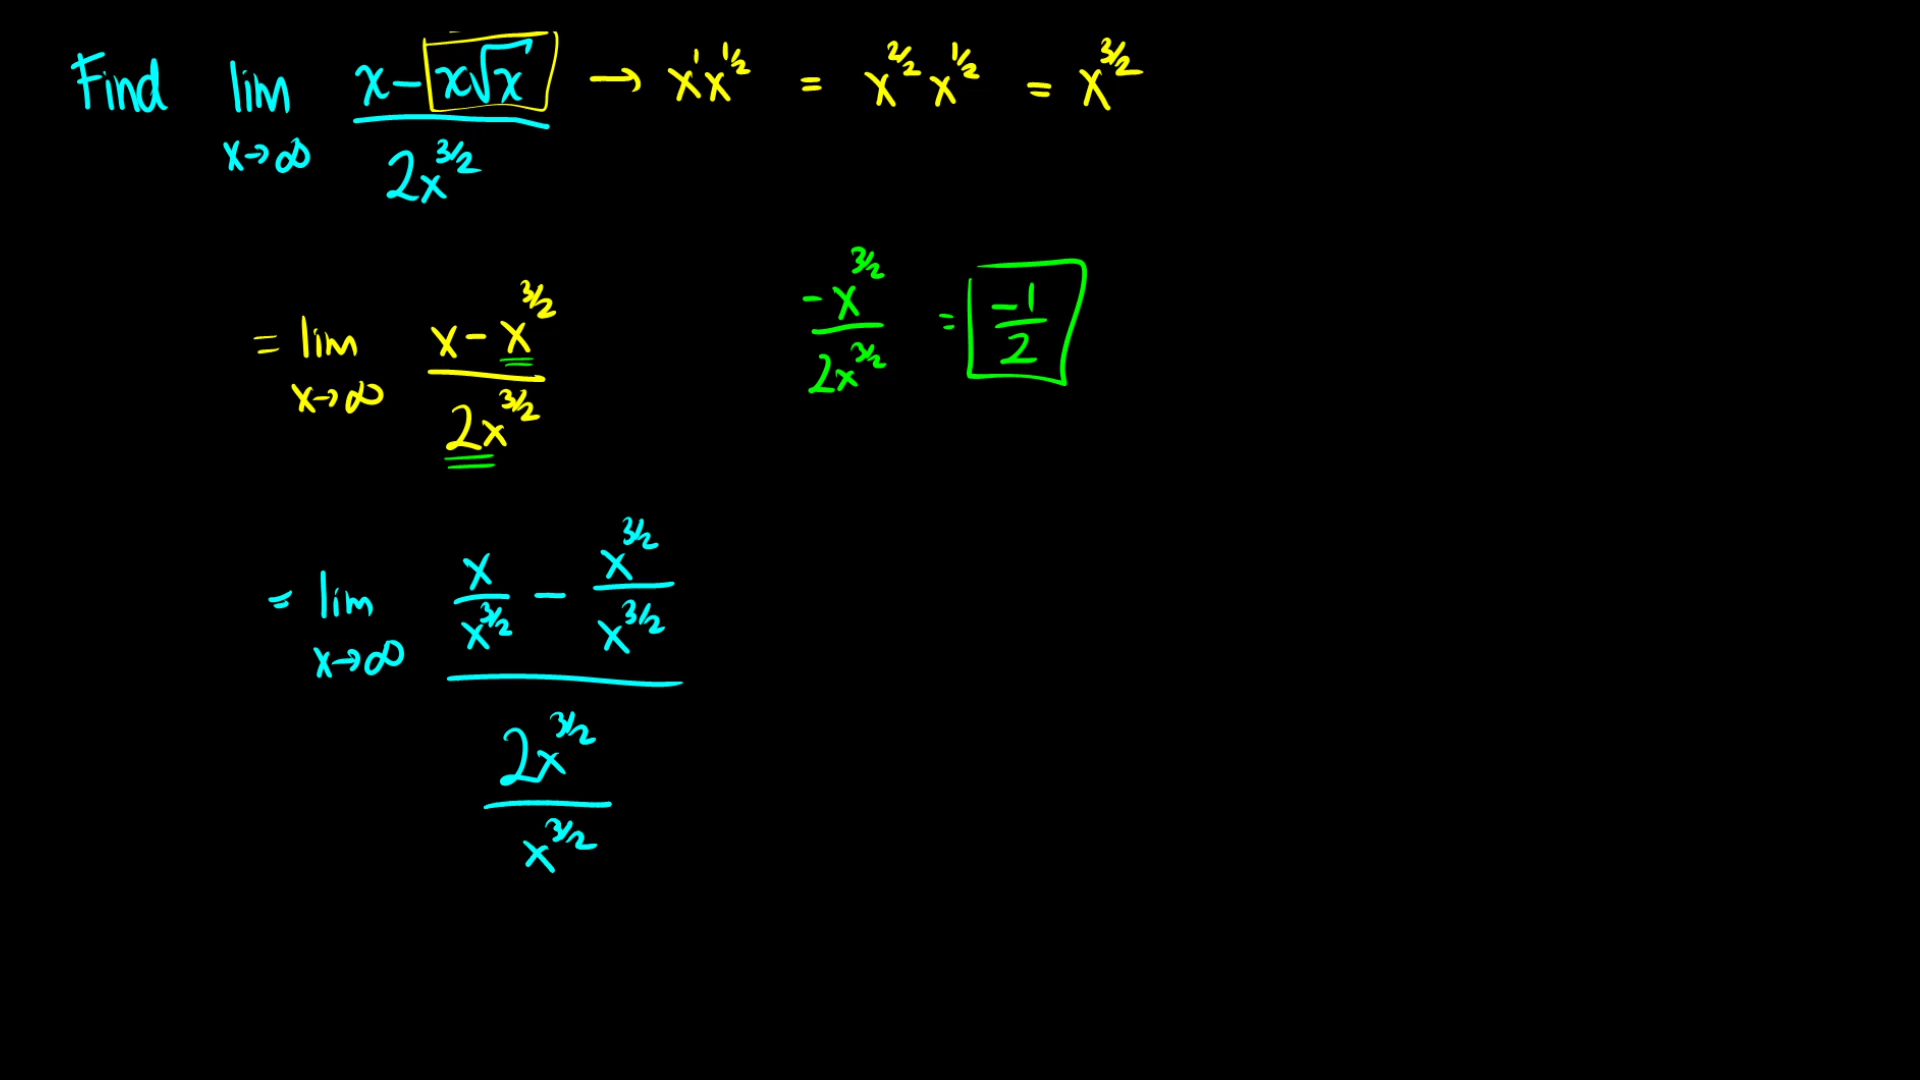 Find lim x→∞ (x - x√x) / (2x^(3/2)) → x^1 x^(1/2) = x^(2/2) x^(1/2) = x^(3/2)
= lim x→∞ (x - x^(3/2)) / (2x^(3/2))
(-x^(3/2)) / (2x^(3/2)) = -1/2
= lim x→∞ (x/x^(3/2) - x^(3/2)/x^(3/2)) / (2x^(3/2)/x^(3/2))